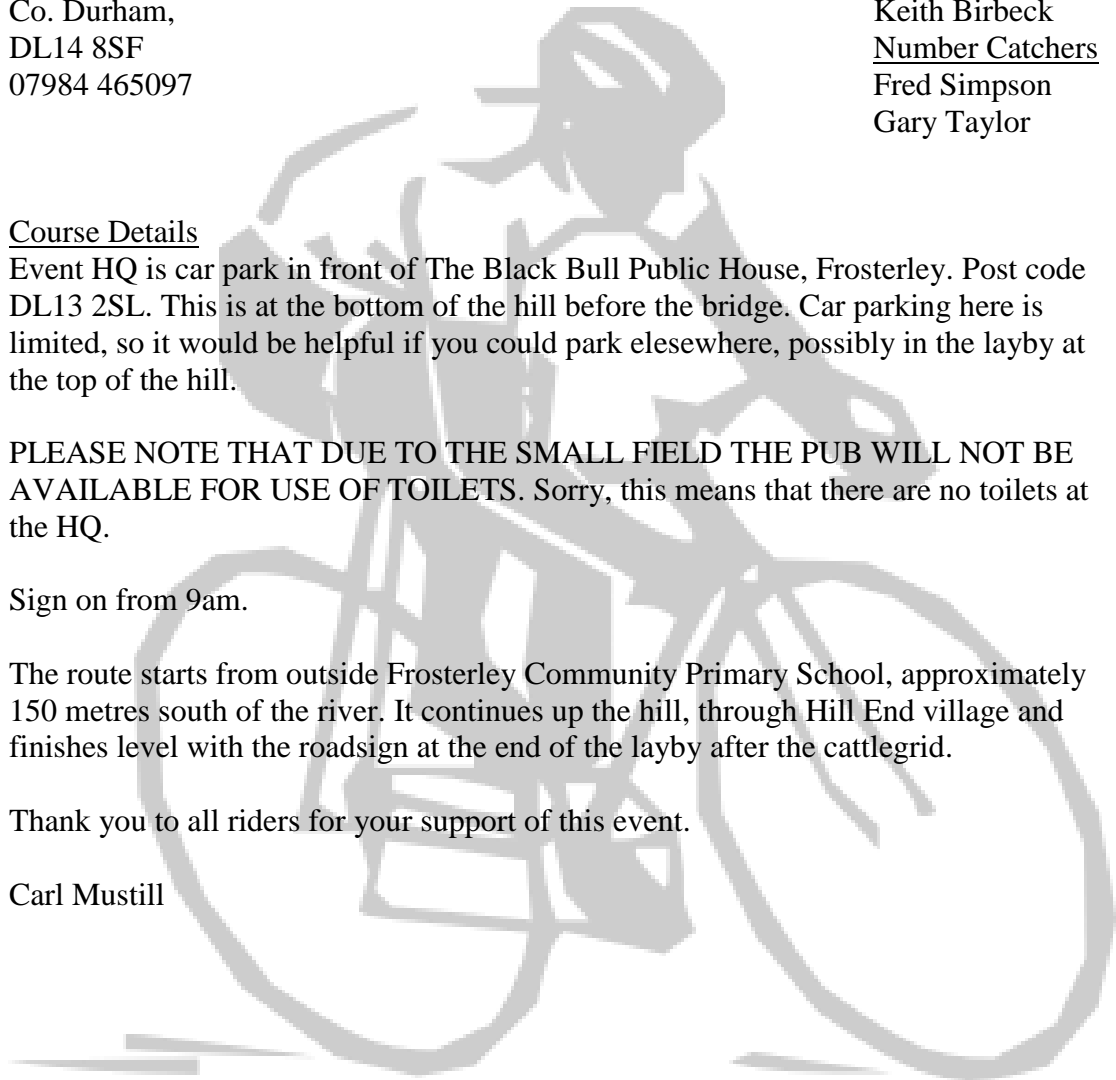 Co. Durham,
DL14 8SF
07984 465097
Keith Birbeck
Number Catchers
Fred Simpson
Gary Taylor
Course Details
Event HQ is car park in front of The Black Bull Public House, Frosterley. Post code
DL13 2SL. This is at the bottom of the hill before the bridge. Car parking here is
limited, so it would be helpful if you could park elesewhere, possibly in the layby at
the top of the hill.
PLEASE NOTE THAT DUE TO THE SMALL FIELD THE PUB WILL NOT BE
AVAILABLE FOR USE OF TOILETS. Sorry, this means that there are no toilets at
the HQ.
Sign on from 9am.
The route starts from outside Frosterley Community Primary School, approximately
150 metres south of the river. It continues up the hill, through Hill End village and
finishes level with the roadsign at the end of the layby after the cattlegrid.
Thank you to all riders for your support of this event.
Carl Mustill